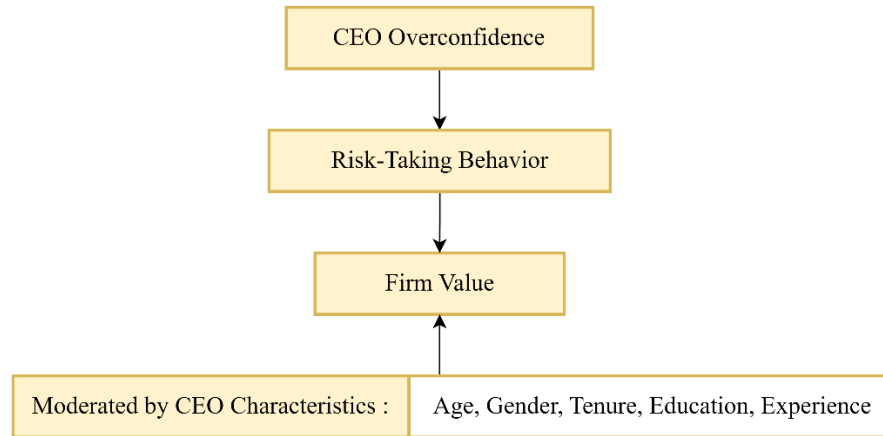 CEO Overconfidence
Risk-Taking Behavior
Firm Value
Moderated by CEO Characteristics : Age, Gender, Tenure, Education, Experience